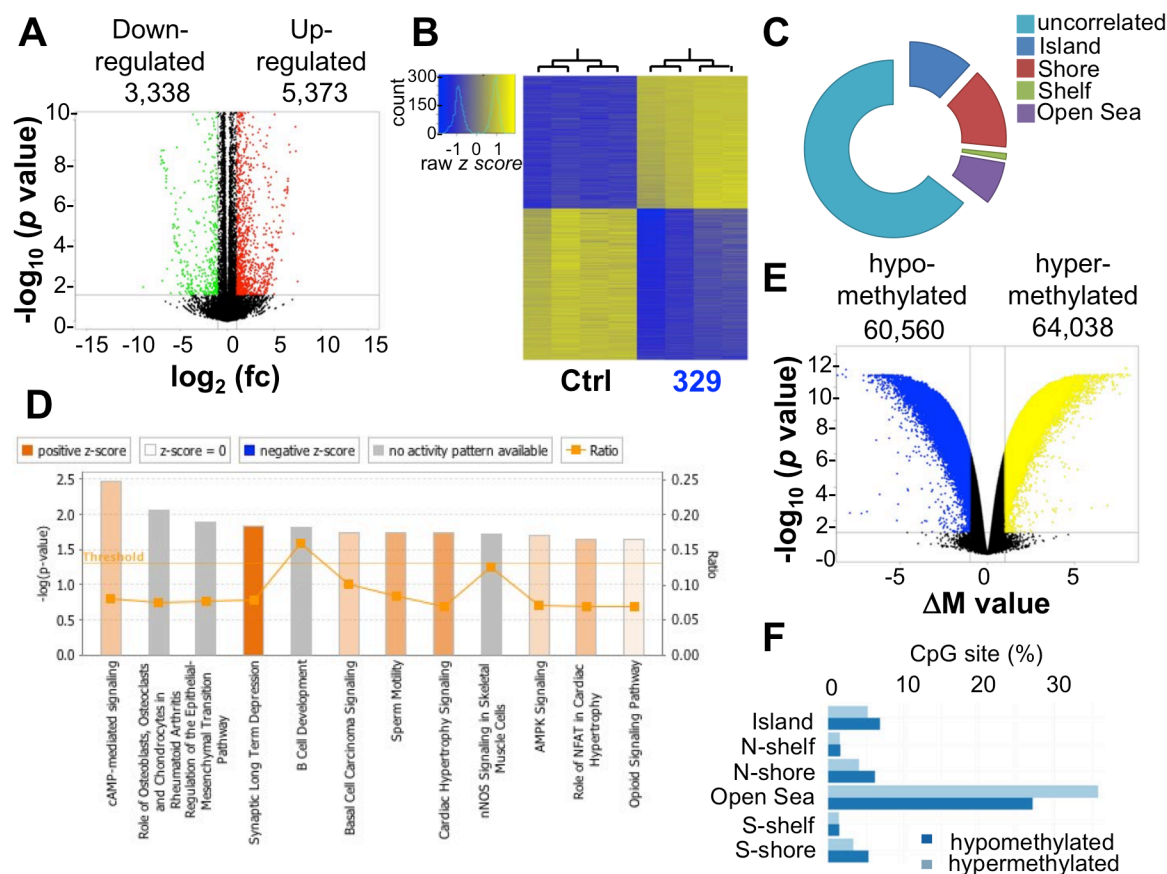 A
Down-
regulated
3,338
Up-
regulated
5,373
10
8
6
4
2
0
-log10 (p value)
-15
-10
-5
0
5
10
15
log2 (fc)
B
300
150
0
count
-1
0
1
raw z score
Ctrl
329
C
uncorrelated
Island
Shore
Shelf
Open Sea
D
positive z-score
z-score = 0
negative z-score
no activity pattern available
Ratio
2.5
2.0
1.5
1.0
0.5
0.0
-log(p-value)
Threshold
0.25
0.20
0.15
0.10
0.05
0.00
Ratio
cAMP-mediated signaling
Role of Osteoblasts, Osteoclasts
and Chondrocytes in
Rheumatoid Arthritis
Regulation of the Epithelial-
Mesenchymal Transition
Pathway
Synaptic Long Term Depression
B Cell Development
Basal Cell Carcinoma Signaling
Sperm Motility
Cardiac Hypertrophy Signaling
nNOS Signaling in Skeletal
Muscle Cells
AMPK Signaling
Role of NFAT in Cardiac
Hypertrophy
Opioid Signaling Pathway
E
hypo-
methylated
60,560
hyper-
methylated
64,038
12
10
8
6
4
2
-0
-log10 (p value)
-5
0
5
ΔM value
F
CpG site (%)
0
10
20
30
Island
N-shelf
N-shore
Open Sea
S-shelf
S-shore
hypomethylated
hypermethylated